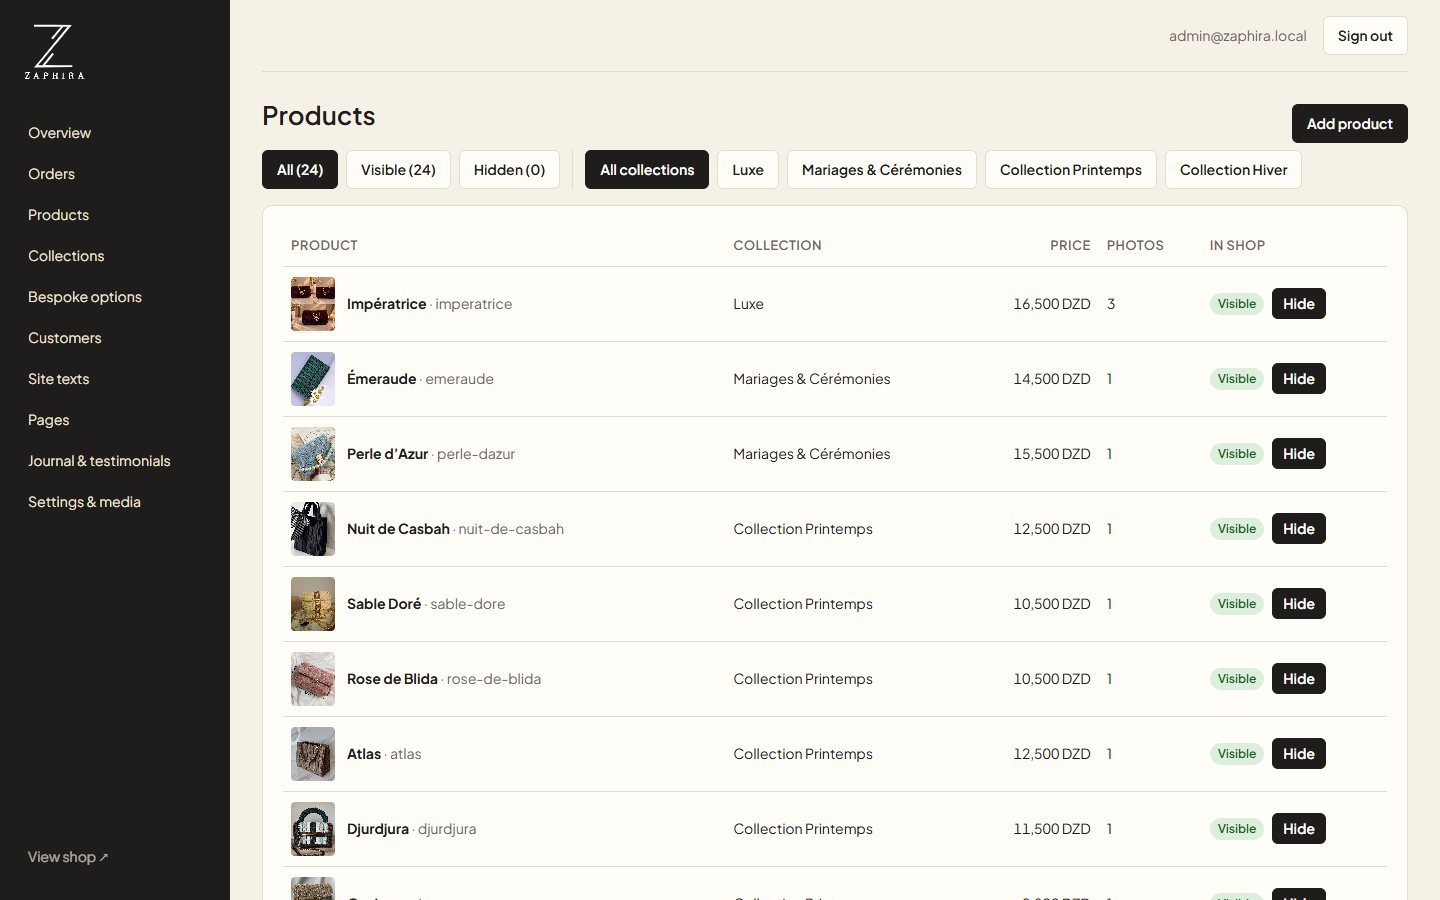 ZAPHIRA
admin@zaphira.local Sign out
Overview
Orders
Products
Collections
Bespoke options
Customers
Site texts
Pages
Journal & testimonials
Settings & media
View shop ↗
Products
Add product
All (24) Visible (24) Hidden (0) All collections Luxe Mariages & Cérémonies Collection Printemps Collection Hiver
PRODUCT COLLECTION PRICE PHOTOS IN SHOP
Impératrice · imperatrice Luxe 16,500 DZD 3 Visible Hide
Émeraude · emeraude Mariages & Cérémonies 14,500 DZD 1 Visible Hide
Perle d’Azur · perle-dazur Mariages & Cérémonies 15,500 DZD 1 Visible Hide
Nuit de Casbah · nuit-de-casbah Collection Printemps 12,500 DZD 1 Visible Hide
Sable Doré · sable-dore Collection Printemps 10,500 DZD 1 Visible Hide
Rose de Blida · rose-de-blida Collection Printemps 10,500 DZD 1 Visible Hide
Atlas · atlas Collection Printemps 12,500 DZD 1 Visible Hide
Djurdjura · djurdjura Collection Printemps 11,500 DZD 1 Visible Hide